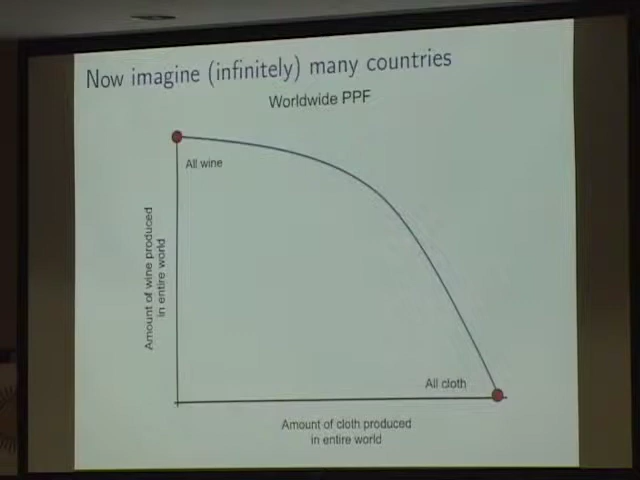 Now imagine (infinitely) many countries
Worldwide PPF
All wine
Amount of wine produced
in entire world
All cloth
Amount of cloth produced
in entire world